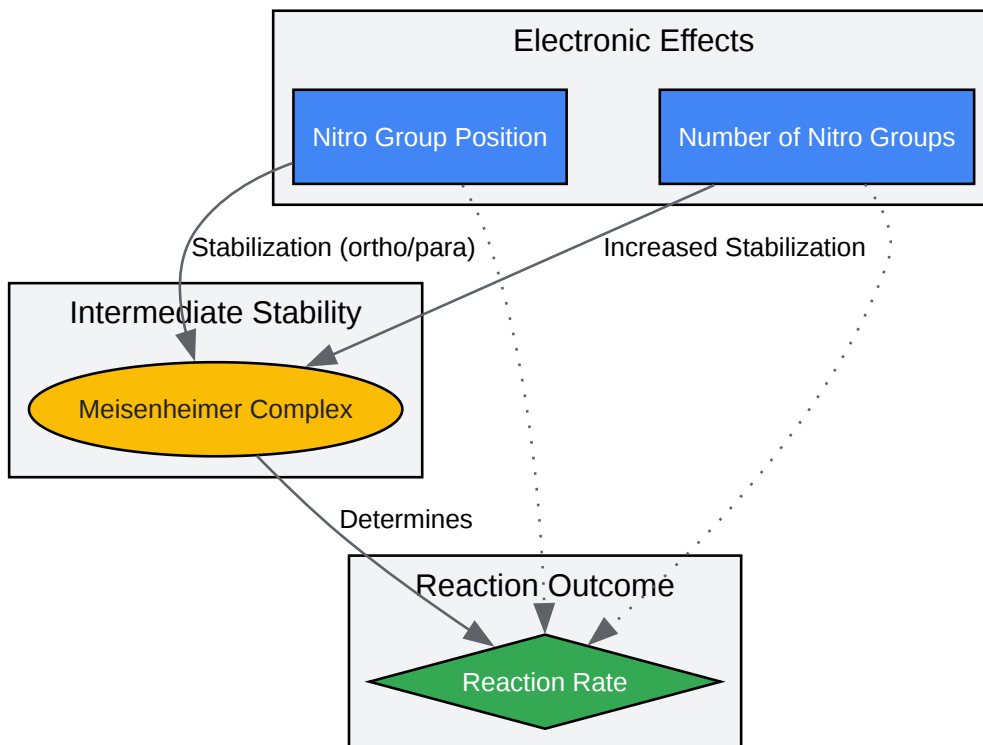 Electronic Effects
Nitro Group Position
Number of Nitro Groups
Stabilization (ortho/para)
Increased Stabilization
Intermediate Stability
Meisenheimer Complex
Determines
Reaction Outcome
Reaction Rate